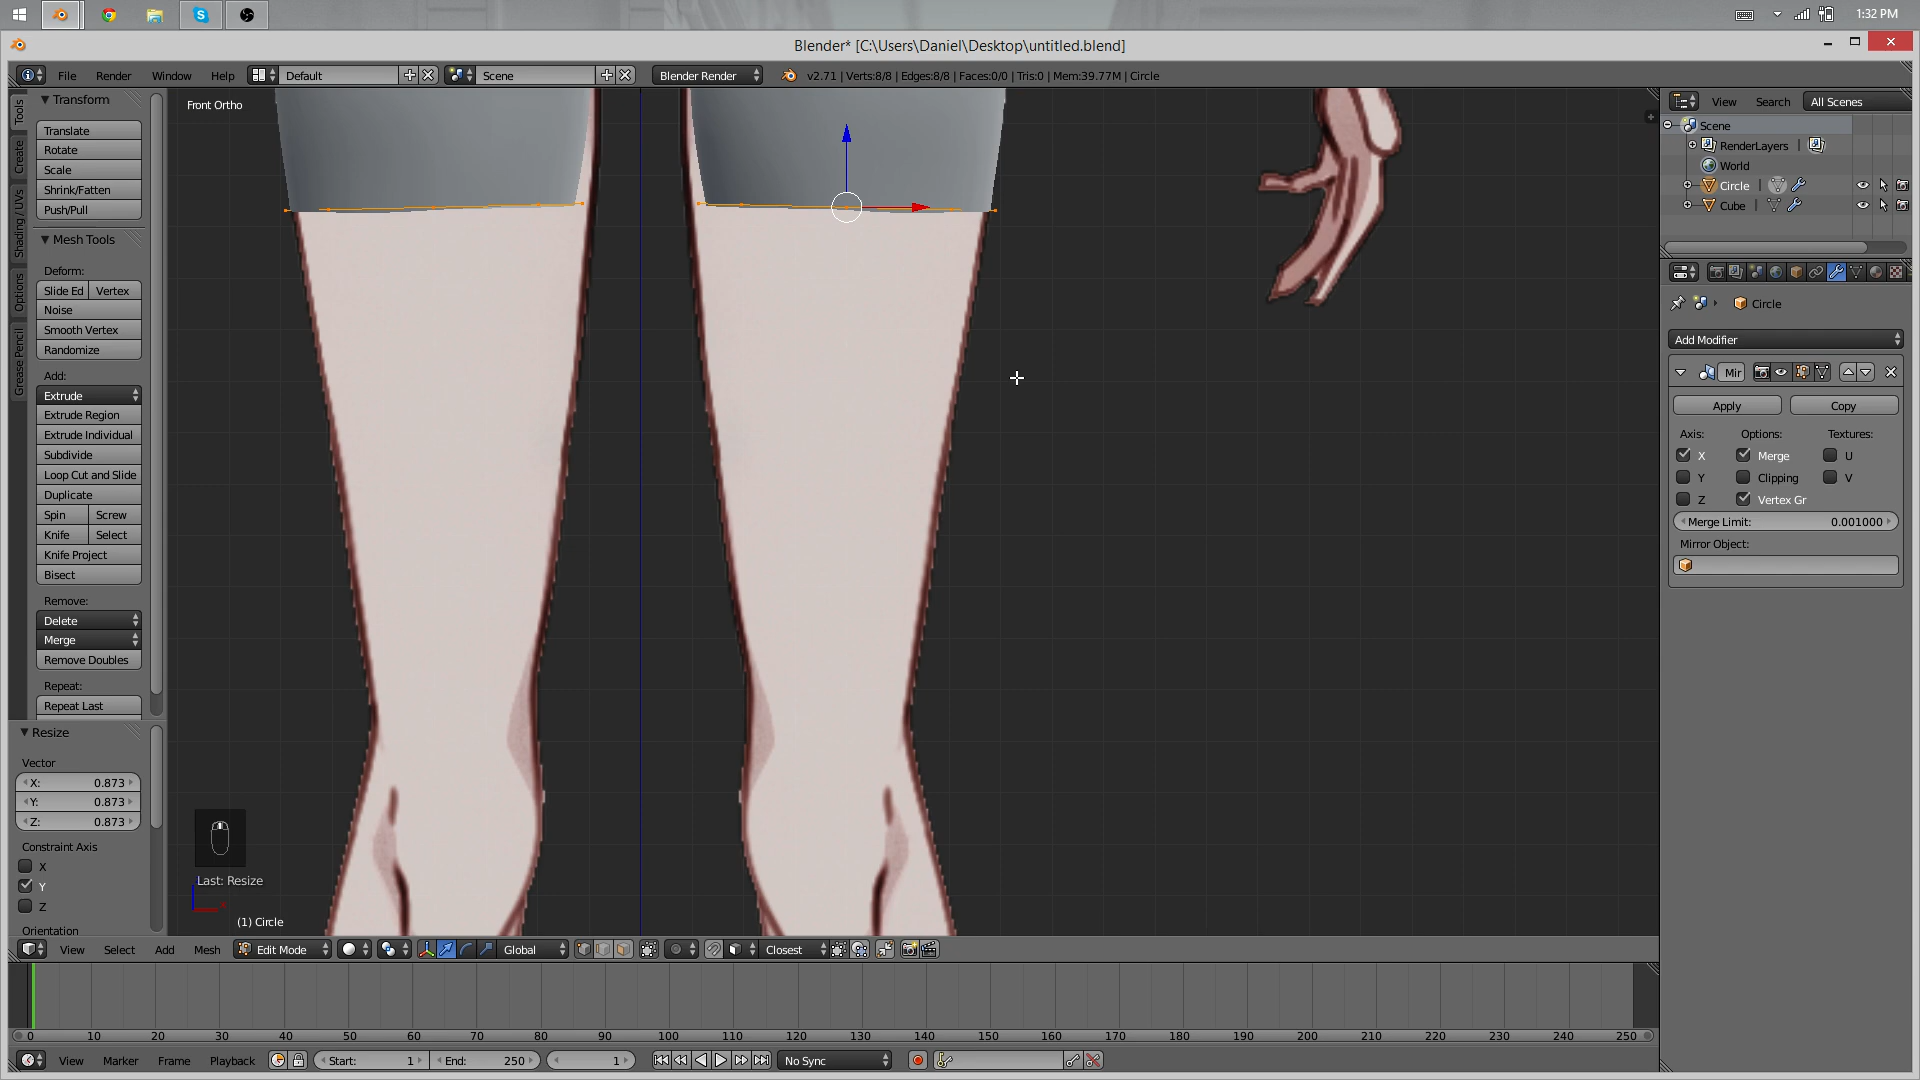 1:32 PM
Blender* [C:\Users\Daniel\Desktop\untitled.blend]
File Render Window Help Default Scene Blender Render v2.71 | Verts:8/8 | Edges:8/8 | Faces:0/0 | Tris:0 | Mem:39.77M | Circle
Tools
Create
Shading / UVs
Options
Grease Pencil
Transform
Translate
Rotate
Scale
Shrink/Fatten
Push/Pull
Mesh Tools
Deform:
Slide Ed Vertex
Noise
Smooth Vertex
Randomize
Add:
Extrude
Extrude Region
Extrude Individual
Subdivide
Loop Cut and Slide
Duplicate
Spin Screw
Knife Select
Knife Project
Bisect
Remove:
Delete
Merge
Remove Doubles
Repeat:
Repeat Last
Resize
Vector
X: 0.873
Y: 0.873
Z: 0.873
Constraint Axis
X
Y
Z
Orientation
Front Ortho
Last: Resize
(1) Circle
View Select Add Mesh Edit Mode Global Closest
0 10 20 30 40 50 60 70 80 90 100 110 120 130 140 150 160 170 180 190 200 210 220 230 240 250
View Marker Frame Playback Start: 1 End: 250 1 No Sync
View Search All Scenes
Scene
RenderLayers |
World
Circle |
Cube |
Circle
Add Modifier
Mir
Apply Copy
Axis: Options: Textures:
X Merge U
Y Clipping V
Z Vertex Gr
Merge Limit: 0.001000
Mirror Object: